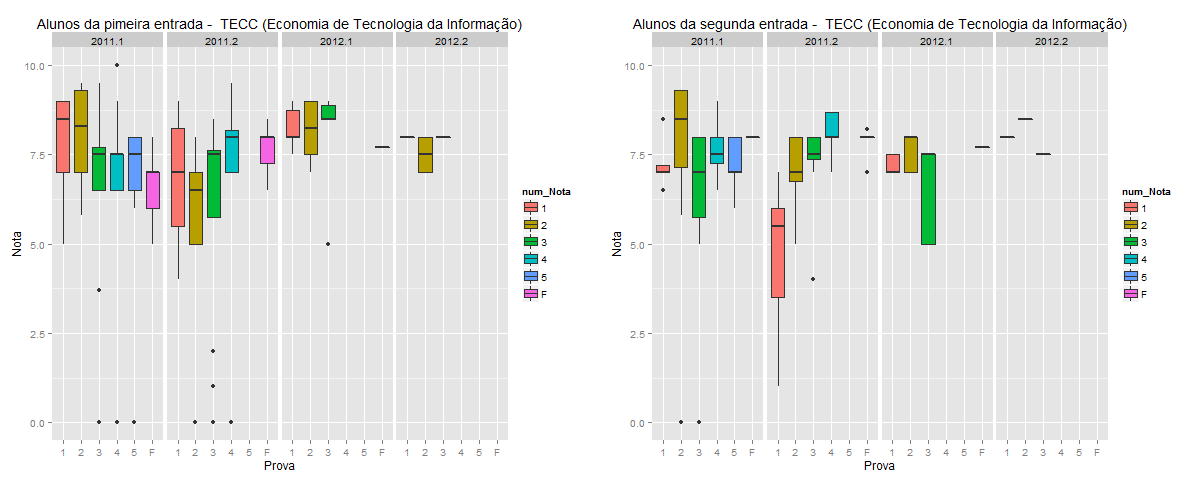 Alunos da pimeira entrada - TECC (Economia de Tecnologia da Informação)
2011.1 2011.2 2012.1 2012.2
10.0
7.5
5.0
2.5
0.0
Nota
1 2 3 4 5 F 1 2 3 4 5 F 1 2 3 4 5 F 1 2 3 4 5 F
Prova
num_Nota
1
2
3
4
5
F
Alunos da segunda entrada - TECC (Economia de Tecnologia da Informação)
2011.1 2011.2 2012.1 2012.2
10.0
7.5
5.0
2.5
0.0
Nota
1 2 3 4 5 F 1 2 3 4 5 F 1 2 3 4 5 F 1 2 3 4 5 F
Prova
num_Nota
1
2
3
4
5
F